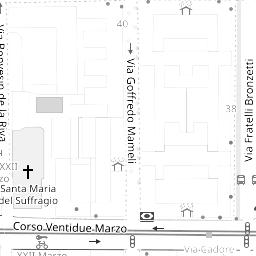 40
Via Bonvesin de la Riva
Via Goffredo Mameli
38
Via Fratelli Bronzetti
XXII
Marzo
Santa Maria
del Suffragio
Corso Ventidue-Marzo
XXII Marzo
Via-Cadore